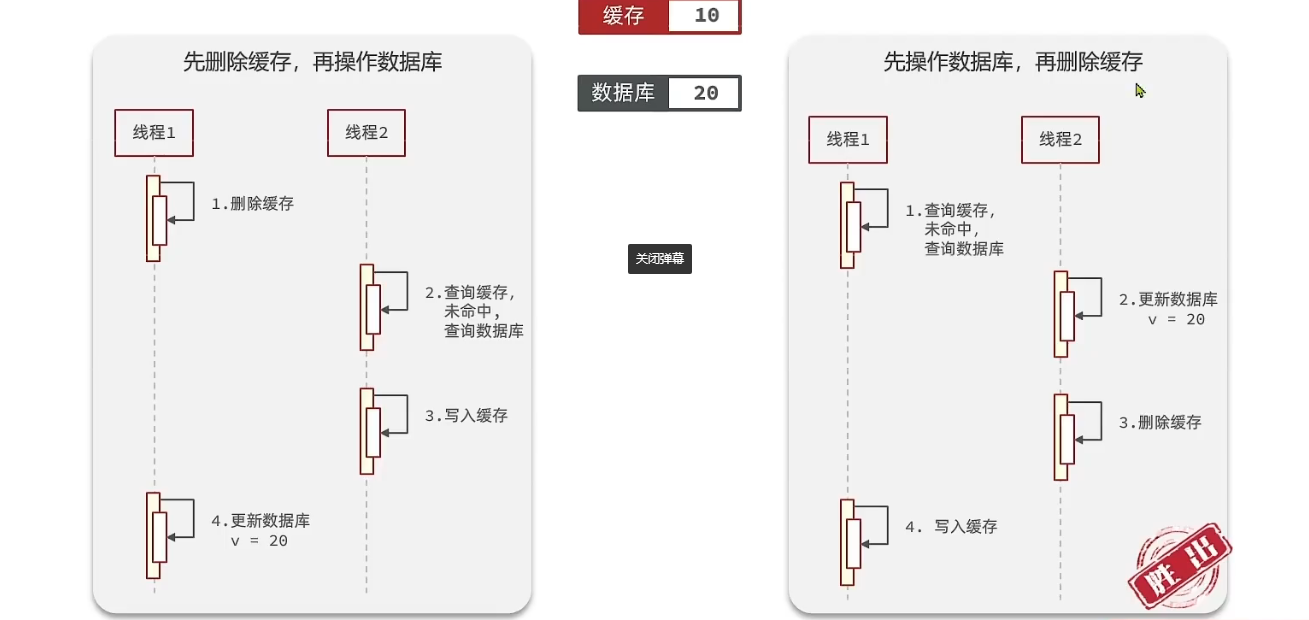 缓存 10
数据库 20
先删除缓存，再操作数据库
线程1 线程2
1.删除缓存
2.查询缓存，
未命中，
查询数据库
3.写入缓存
4.更新数据库
v = 20
关闭弹幕
先操作数据库，再删除缓存
线程1 线程2
1.查询缓存，
未命中，
查询数据库
2.更新数据库
v = 20
3.删除缓存
4. 写入缓存
胜出